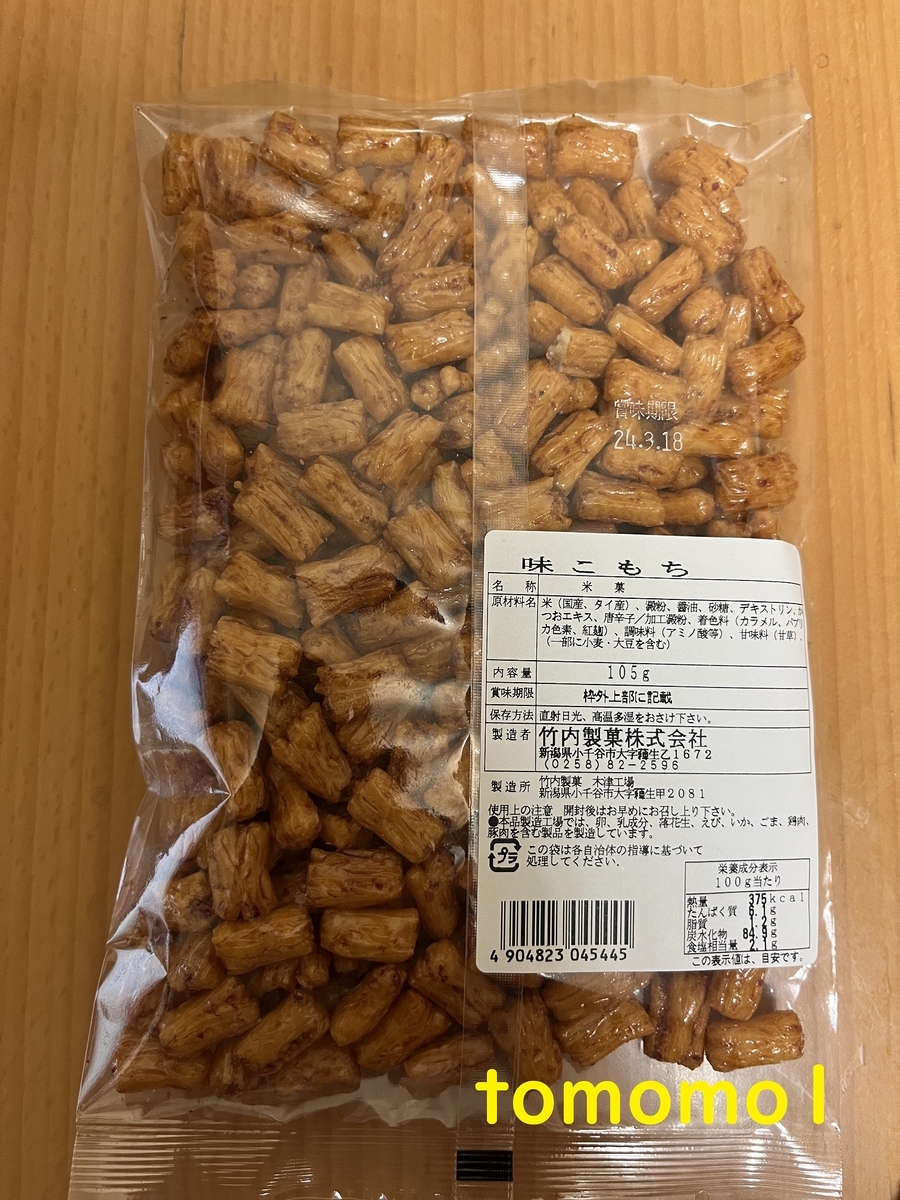 賞味期限
24.3.18
味こもち
名称 米菓
原材料名 米（国産、タイ産）、澱粉、醤油、砂糖、デキストリン、か
つおエキス、唐辛子／加工澱粉、着色料（カラメル、パプリ
カ色素、紅麹）、調味料（アミノ酸等）、甘味料（甘草）、
（一部に小麦・大豆を含む）
内容量 105g
賞味期限 枠外上部に記載
保存方法 直射日光、高温多湿をおさけ下さい。
製造者 竹内製菓株式会社
新潟県小千谷市大字薭生乙1672
（0258）82-2596
製造所 竹内製菓 木津工場
新潟県小千谷市大字薭生甲2081
使用上の注意 開封後はお早めにお召し上り下さい。
●本品製造工場では、卵、乳成分、落花生、えび、いか、ごま、鶏肉、
豚肉を含む製品を製造しています。
プラ
この袋は各自治体の指導に基づいて
処理してください。
栄養成分表示
100g当たり
熱量 375kcal
たんぱく質 6.1g
脂質 1.2g
炭水化物 84.9g
食塩相当量 2.1g
この表示値は、目安です。
4 904823 045445
tomomo1